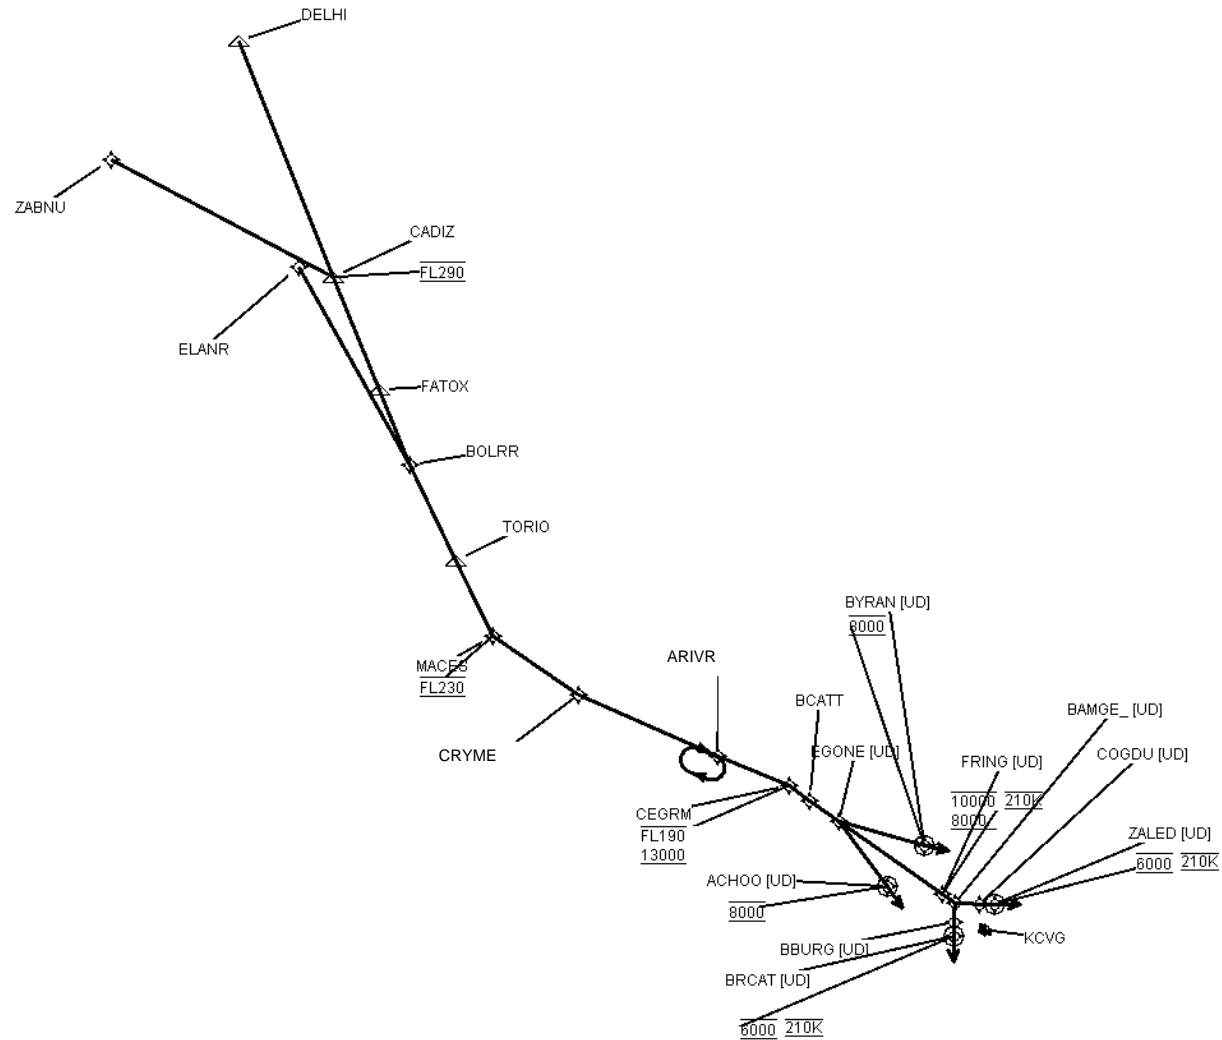 DELHI
ZABNU
CADIZ
FL290
ELANR
FATOX
BOLRR
TORIO
BYRAN [UD]
8000
MACES
FL230
ARIVR
BCATT
BAMGE_ [UD]
CRYME
EGONE [UD]
FRING [UD]
COGDU [UD]
10000 210K
8000
CEGRM
FL190
13000
ZALED [UD]
6000 210K
ACHOO [UD]
8000
BBURG [UD]
KCVG
BRCAT [UD]
6000 210K